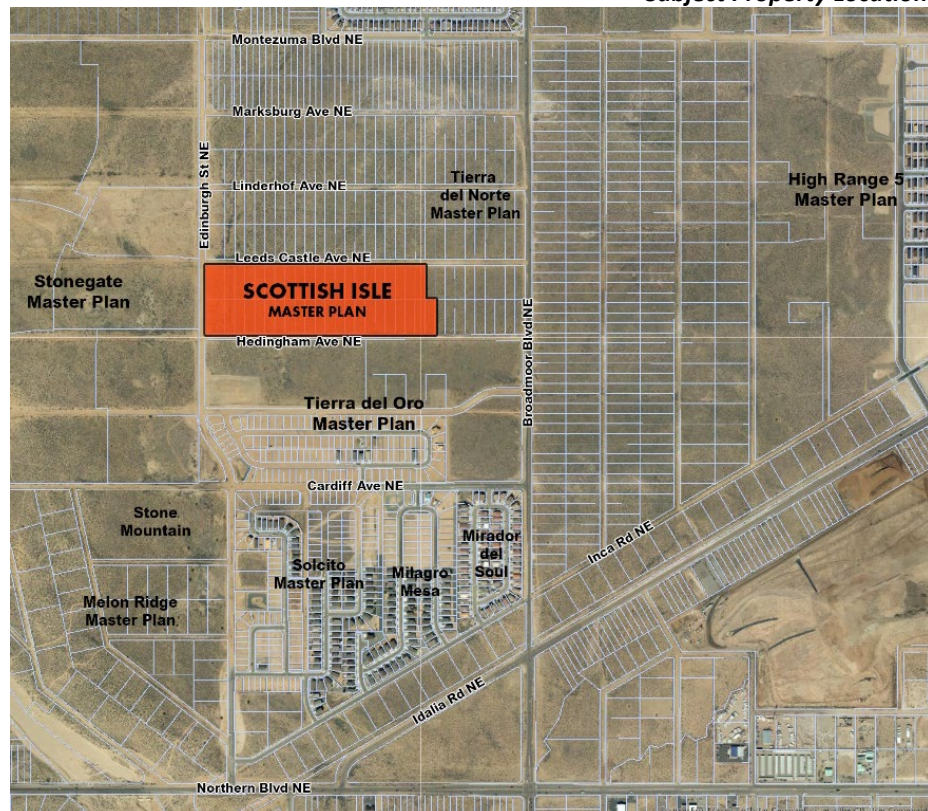 Subject Property Location
Montezuma Blvd NE
Marksburg Ave NE
Edinburgh St NE
Linderhof Ave NE
Tierra
del Norte
Master Plan
High Range 5
Master Plan
Leeds Castle Ave NE
Stonegate
Master Plan
SCOTTISH ISLE
MASTER PLAN
Hedingham Ave NE
Broadmoor Blvd NE
Tierra del Oro
Master Plan
Cardiff Ave NE
Stone
Mountain
Solcito
Master Plan
Milagro
Mesa
Mirador
del
Soul
Inca Rd NE
Melon Ridge
Master Plan
Idalia Rd NE
Northern Blvd NE